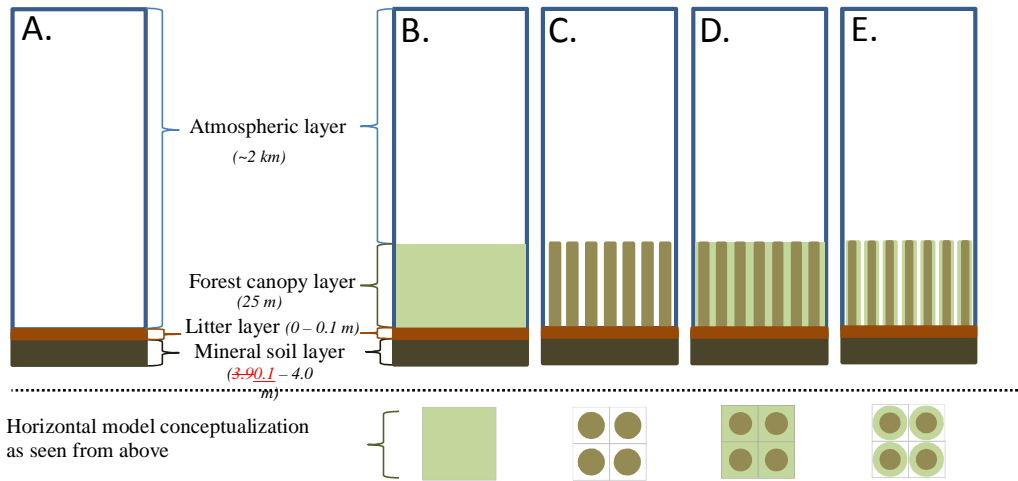 A.
B.
C.
D.
E.
Atmospheric layer
(~2 km)
Forest canopy layer
(25 m)
Litter layer (0 – 0.1 m)
Mineral soil layer
(3.90.1 – 4.0
m)
Horizontal model conceptualization
as seen from above